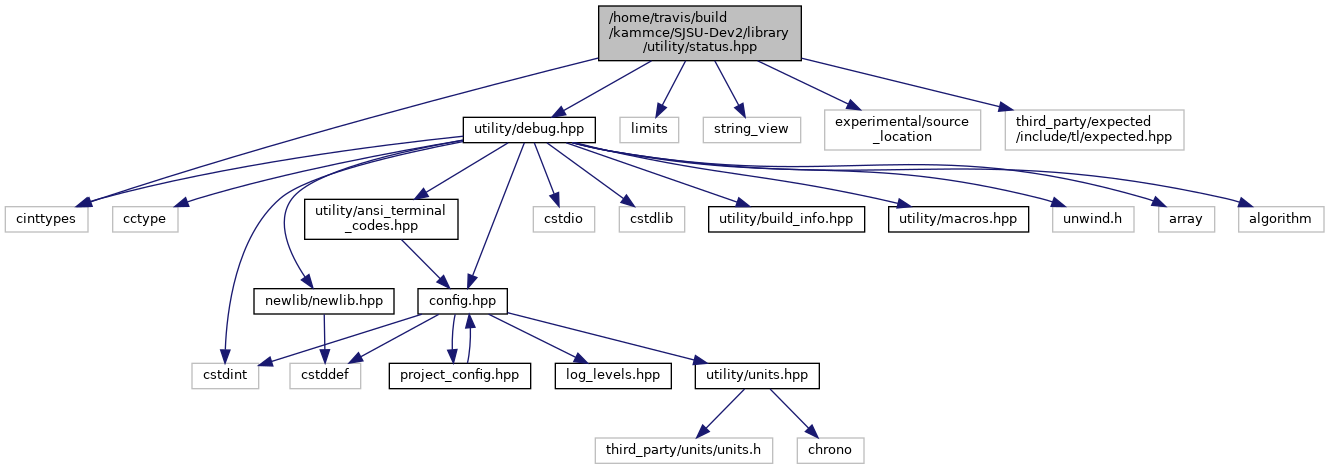 /home/travis/build
/kammce/SJSU-Dev2/library
/utility/status.hpp
utility/debug.hpp
limits
string_view
experimental/source
_location
third_party/expected
/include/tl/expected.hpp
cinttypes
cctype
utility/ansi_terminal
_codes.hpp
cstdio
cstdlib
utility/build_info.hpp
utility/macros.hpp
unwind.h
array
algorithm
newlib/newlib.hpp
config.hpp
cstdint
cstddef
project_config.hpp
log_levels.hpp
utility/units.hpp
third_party/units/units.h
chrono